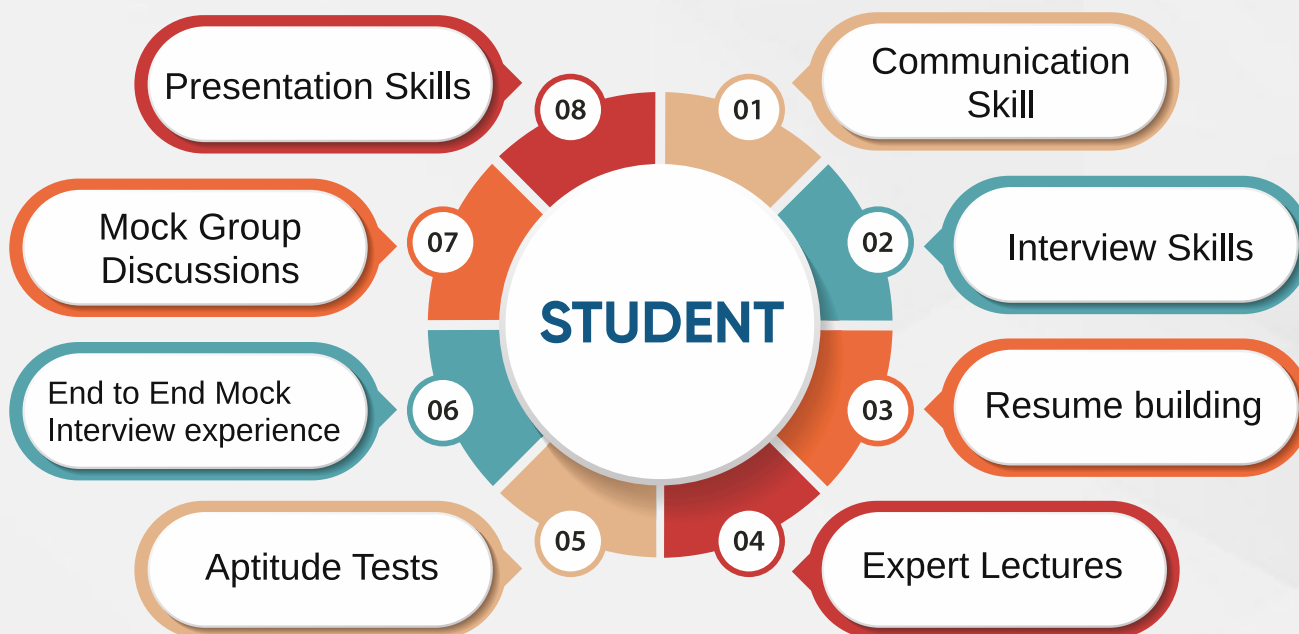 Presentation Skills
08
01
Communication
Skill
Mock Group
Discussions
07
02
Interview Skills
STUDENT
End to End Mock
Interview experience
06
03
Resume building
Aptitude Tests
05
04
Expert Lectures